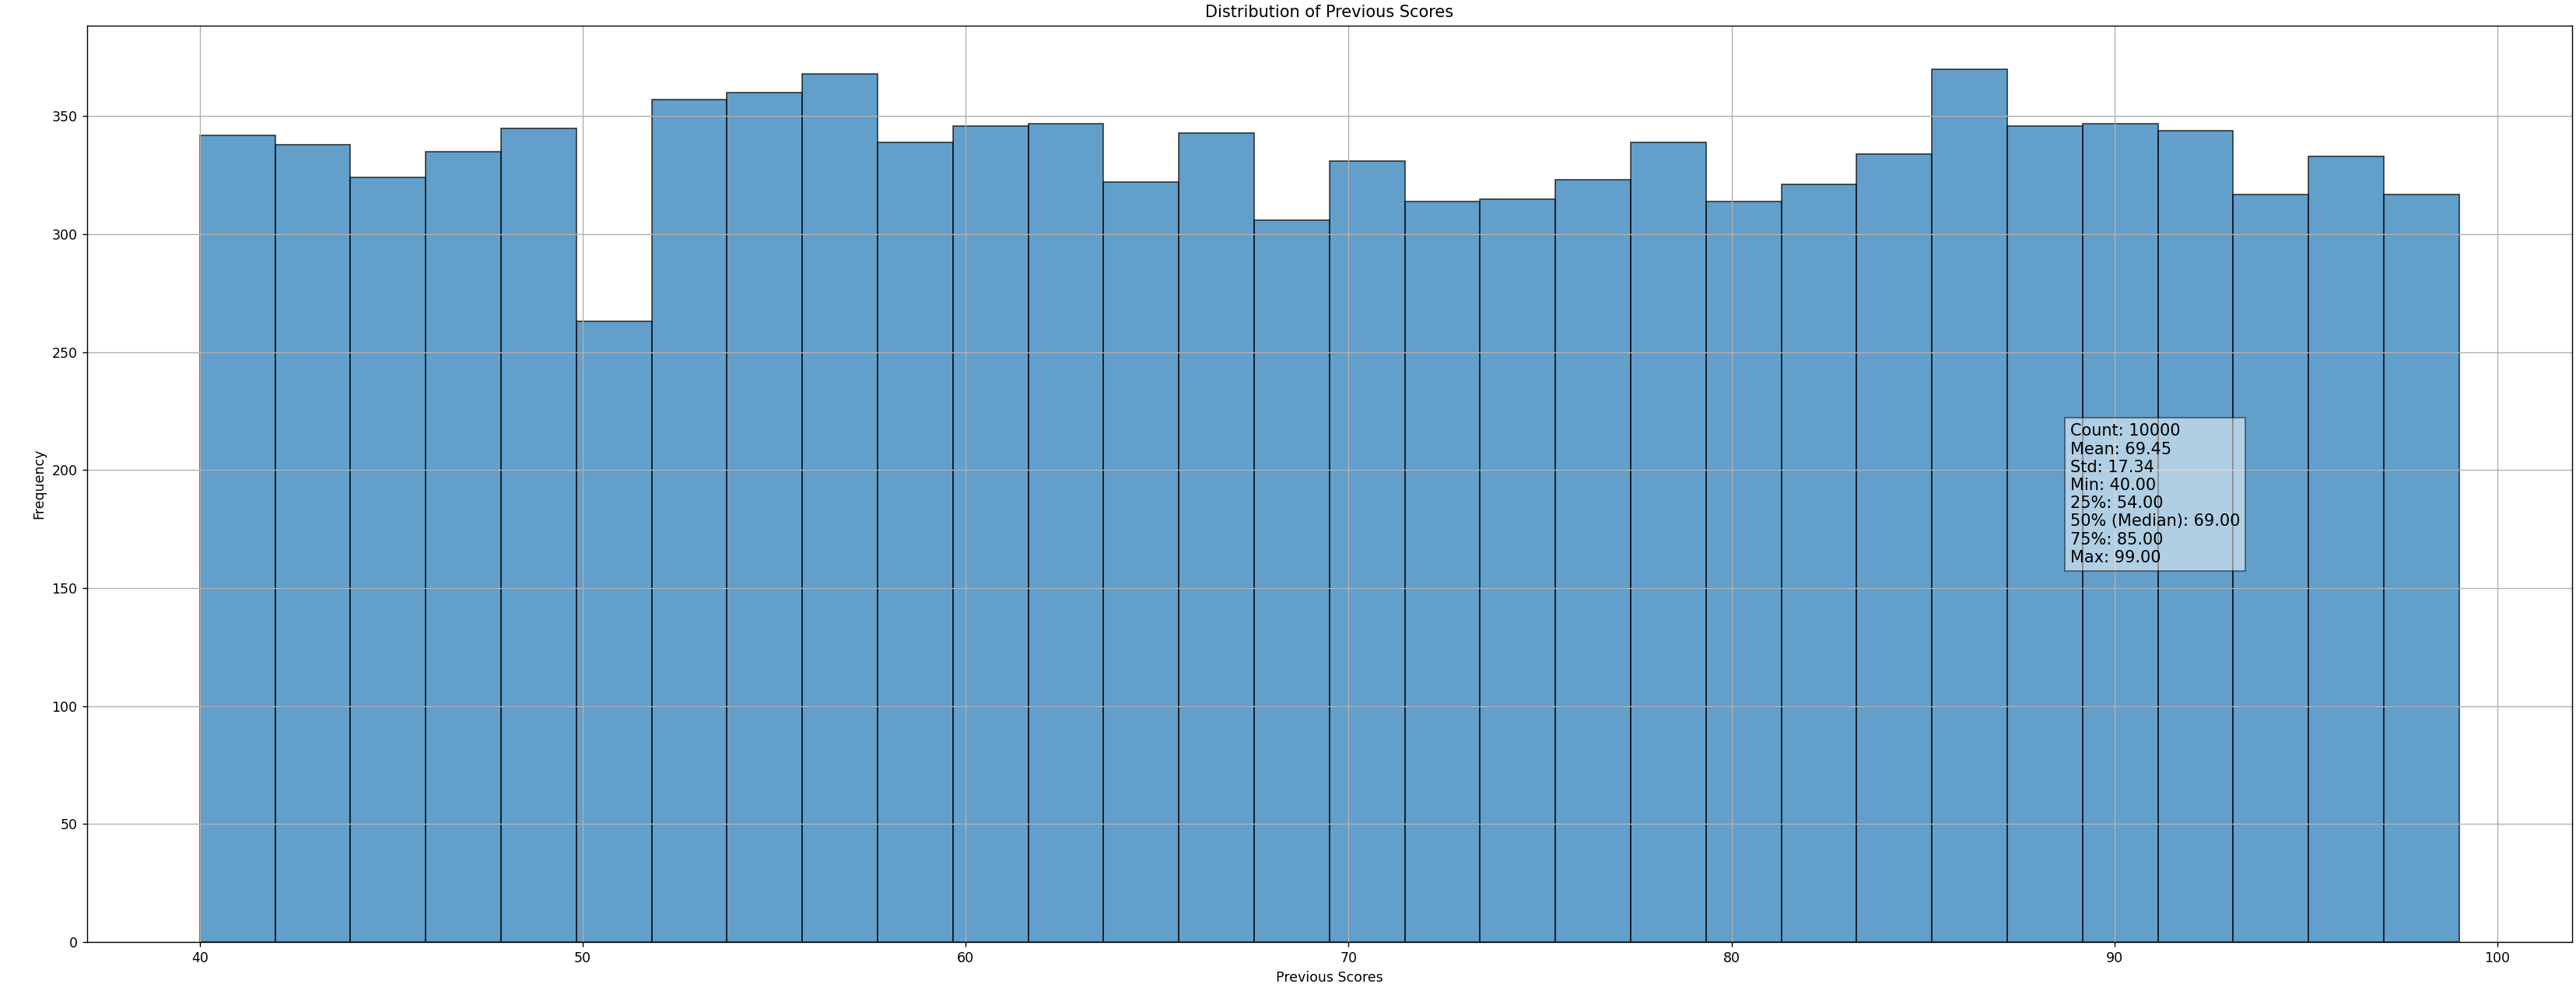 Distribution of Previous Scores
350
300
250
200
150
100
50
0
Frequency
Count: 10000
Mean: 69.45
Std: 17.34
Min: 40.00
25%: 54.00
50% (Median): 69.00
75%: 85.00
Max: 99.00
40 50 60 70 80 90 100
Previous Scores